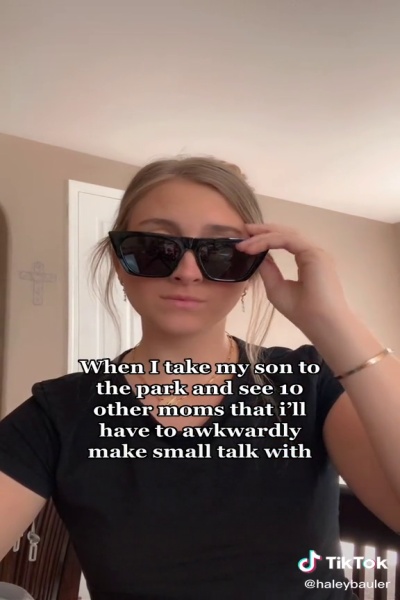 When I take my son to
the park and see 10
other moms that i'll
have to awkwardly
make small talk with
TikTok
@haleybauler